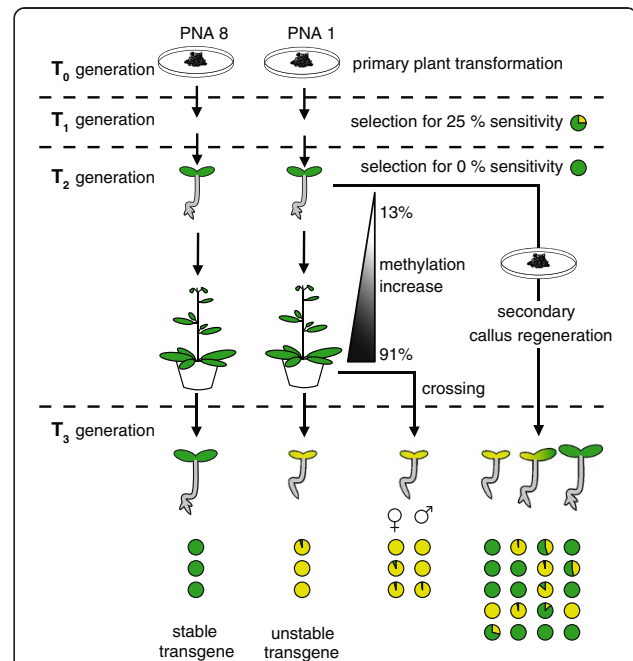 PNA 8 PNA 1
T0 generation primary plant transformation
T1 generation selection for 25 % sensitivity
selection for 0 % sensitivity
T2 generation
13%
methylation
increase
secondary
callus regeneration
91%
crossing
T3 generation
♀ ♂
stable unstable
transgene transgene